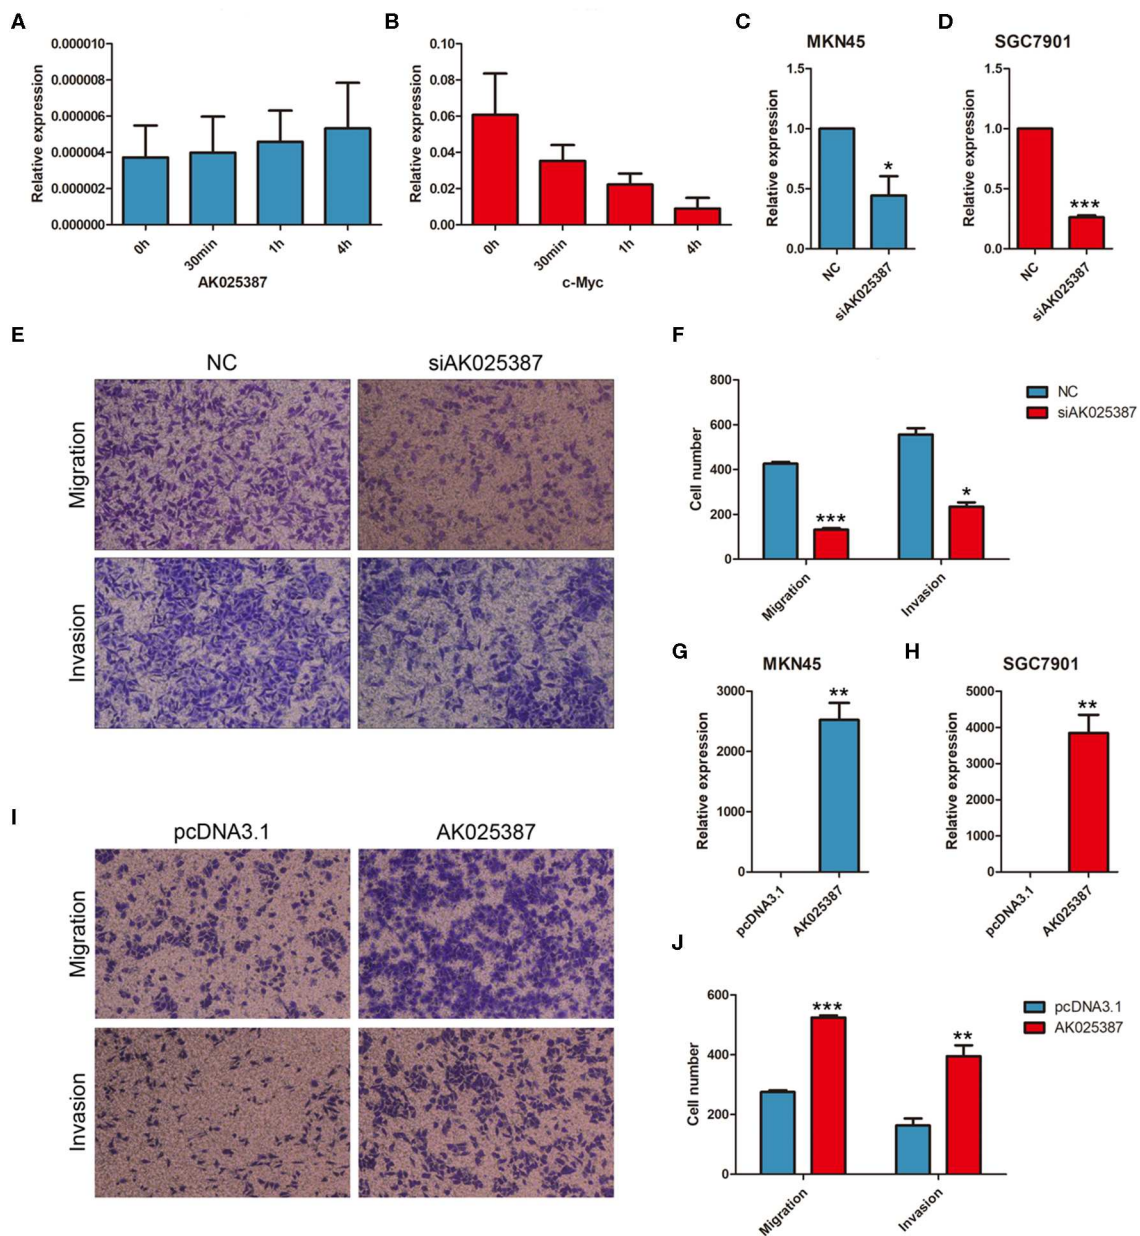 A
Relative expression
0.000010
0.000008
0.000006
0.000004
0.000002
0.000000
0h
30min
1h
4h
AK025387
B
Relative expression
0.10
0.08
0.06
0.04
0.02
0.00
0h
30min
1h
4h
c-Myc
C
MKN45
Relative expression
1.5
1.0
0.5
0.0
*
NC
siAK025387
D
SGC7901
Relative expression
1.5
1.0
0.5
0.0
***
NC
siAK025387
E
NC
siAK025387
Migration
Invasion
F
Cell number
800
600
400
200
0
***
*
Migration
Invasion
NC
siAK025387
G
MKN45
Relative expression
3000
2000
1000
0
**
pcDNA3.1
AK025387
H
SGC7901
Relative expression
5000
4000
3000
2000
1000
0
**
pcDNA3.1
AK025387
I
pcDNA3.1
AK025387
Migration
Invasion
J
Cell number
600
400
200
0
***
**
Migration
Invasion
pcDNA3.1
AK025387